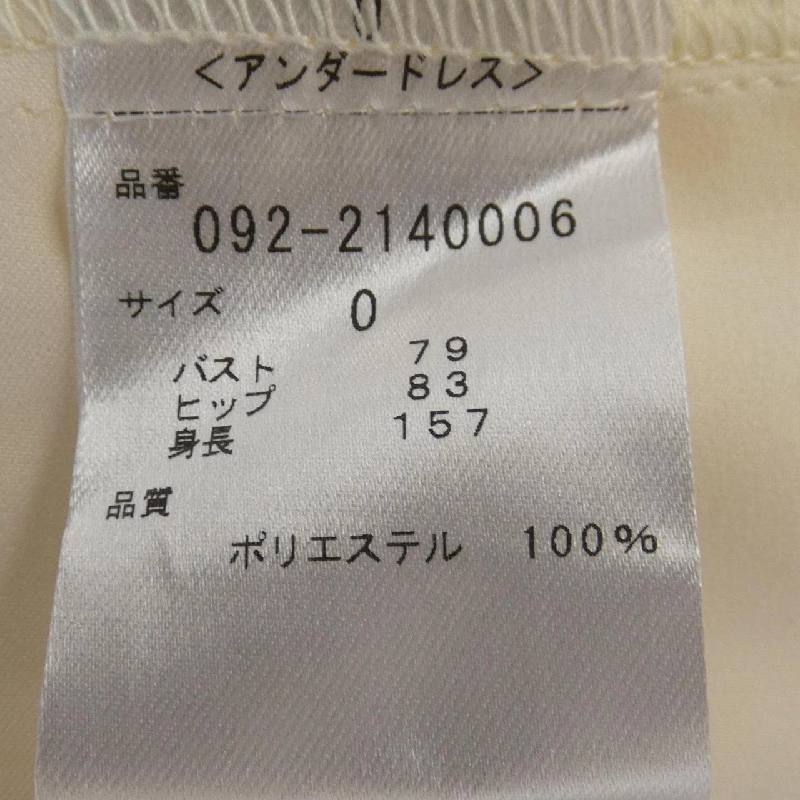 <アンダードレス>
品番
092-2140006
サイズ 0
バスト 79
ヒップ 83
身長 157
品質
ポリエステル 100%